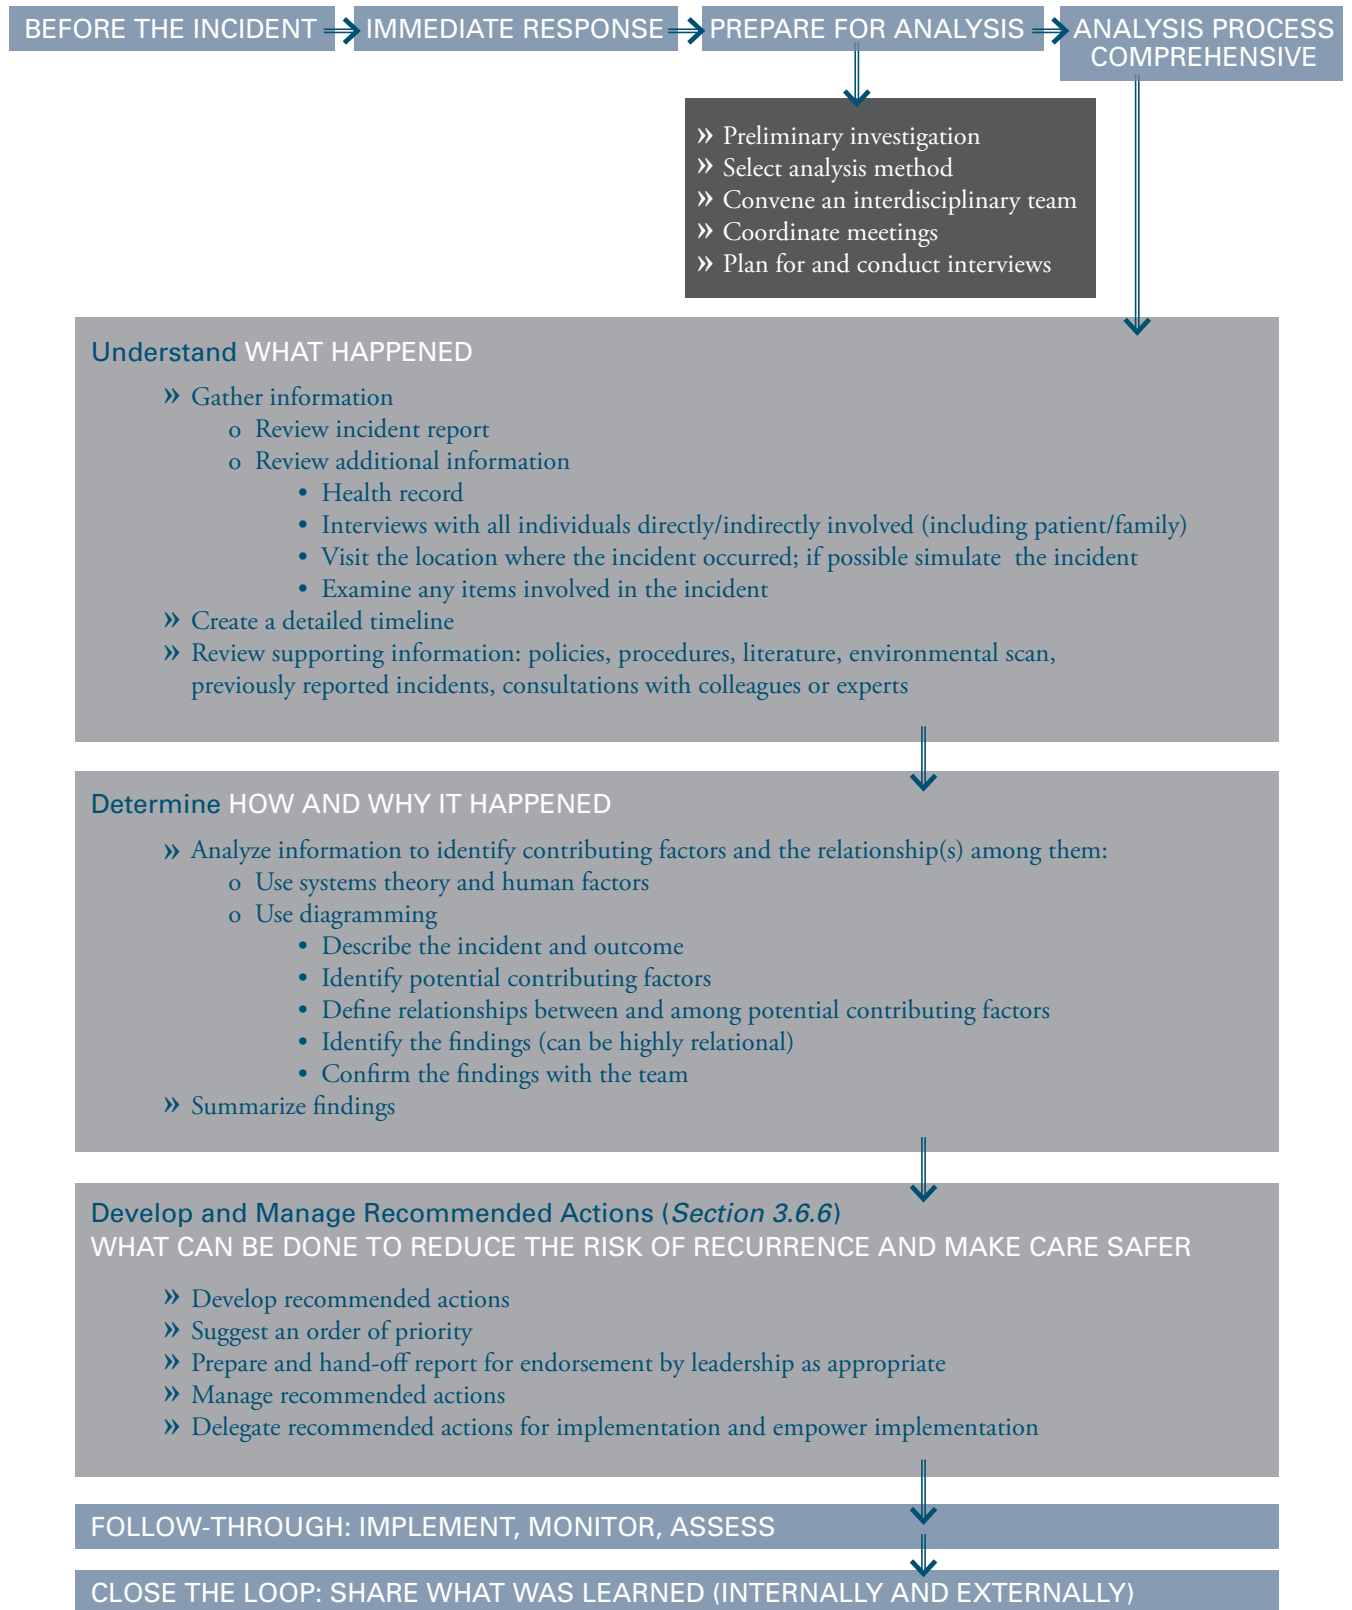 BEFORE THE INCIDENT
IMMEDIATE RESPONSE
PREPARE FOR ANALYSIS
ANALYSIS PROCESS
COMPREHENSIVE
» Preliminary investigation
» Select analysis method
» Convene an interdisciplinary team
» Coordinate meetings
» Plan for and conduct interviews
Understand WHAT HAPPENED
» Gather information
o Review incident report
o Review additional information
• Health record
• Interviews with all individuals directly/indirectly involved (including patient/family)
• Visit the location where the incident occurred; if possible simulate the incident
• Examine any items involved in the incident
» Create a detailed timeline
» Review supporting information: policies, procedures, literature, environmental scan,
previously reported incidents, consultations with colleagues or experts
Determine HOW AND WHY IT HAPPENED
» Analyze information to identify contributing factors and the relationship(s) among them:
o Use systems theory and human factors
o Use diagramming
• Describe the incident and outcome
• Identify potential contributing factors
• Define relationships between and among potential contributing factors
• Identify the findings (can be highly relational)
• Confirm the findings with the team
» Summarize findings
Develop and Manage Recommended Actions (Section 3.6.6)
WHAT CAN BE DONE TO REDUCE THE RISK OF RECURRENCE AND MAKE CARE SAFER
» Develop recommended actions
» Suggest an order of priority
» Prepare and hand-off report for endorsement by leadership as appropriate
» Manage recommended actions
» Delegate recommended actions for implementation and empower implementation
FOLLOW-THROUGH: IMPLEMENT, MONITOR, ASSESS
CLOSE THE LOOP: SHARE WHAT WAS LEARNED (INTERNALLY AND EXTERNALLY)